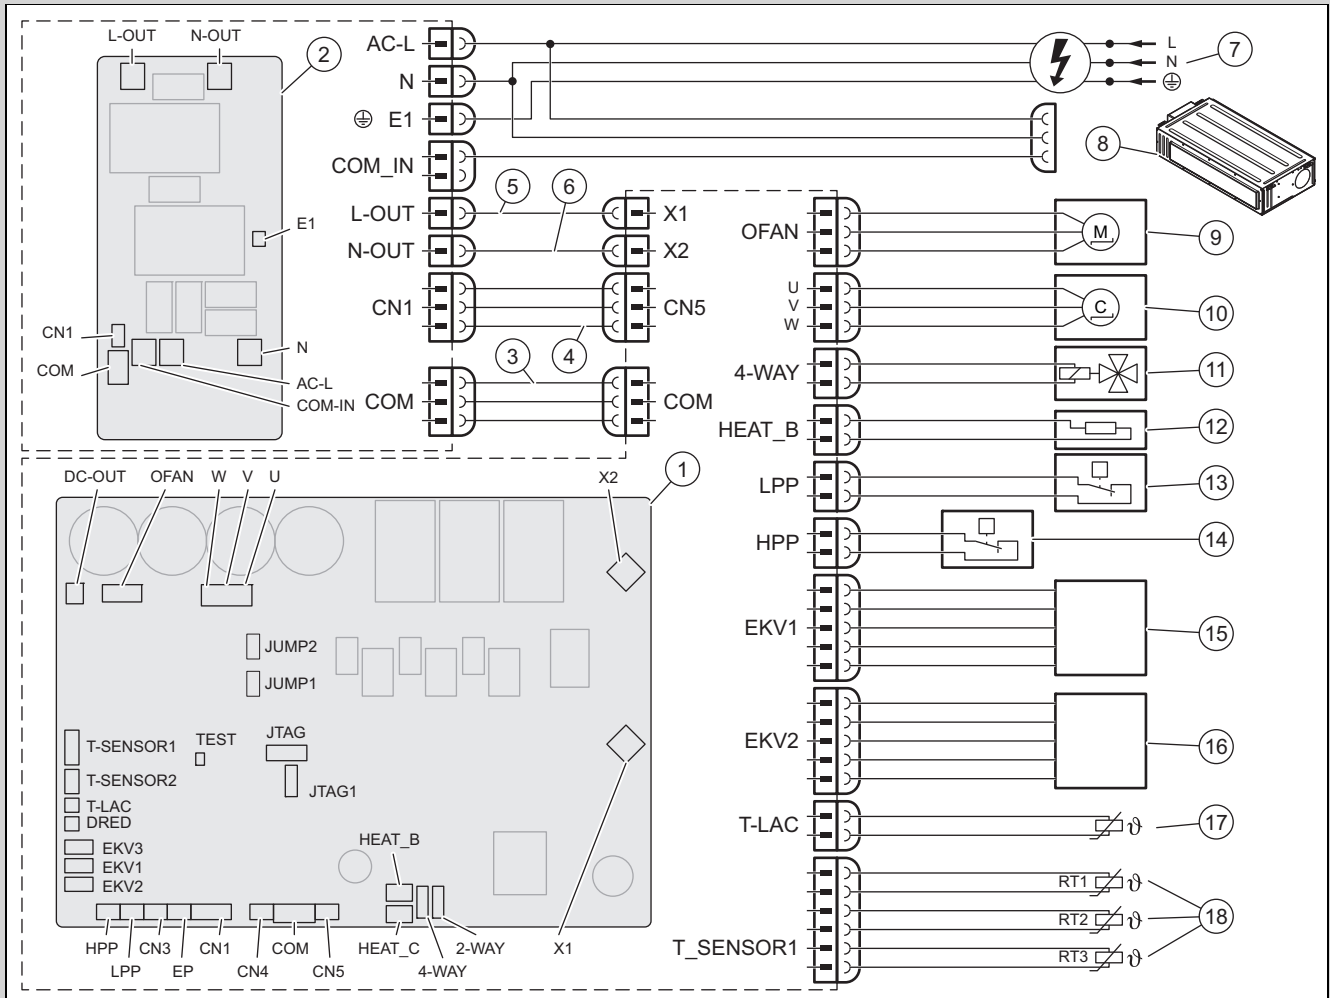 L-OUT N-OUT
2
E1
CN1
COM
N
AC-L
COM-IN
AC-L
N
E1
COM_IN
L-OUT
N-OUT
CN1
COM
L
N
7
8
5
6
3
4
X1
X2
CN5
COM
OFAN
M
9
U
V
W
C
10
4-WAY
11
HEAT_B
12
LPP
13
HPP
14
EKV1
15
EKV2
16
T-LAC
ϑ
17
T_SENSOR1
RT1 ϑ
RT2 ϑ
RT3 ϑ
18
DC-OUT OFAN W V U X2
1
JUMP2
JUMP1
T-SENSOR1
T-SENSOR2
T-LAC
DRED
EKV3
EKV1
EKV2
TEST
JTAG
JTAG1
HEAT_B
HPP CN3 CN1 COM HEAT_C 2-WAY X1
LPP EP CN4 CN5 4-WAY